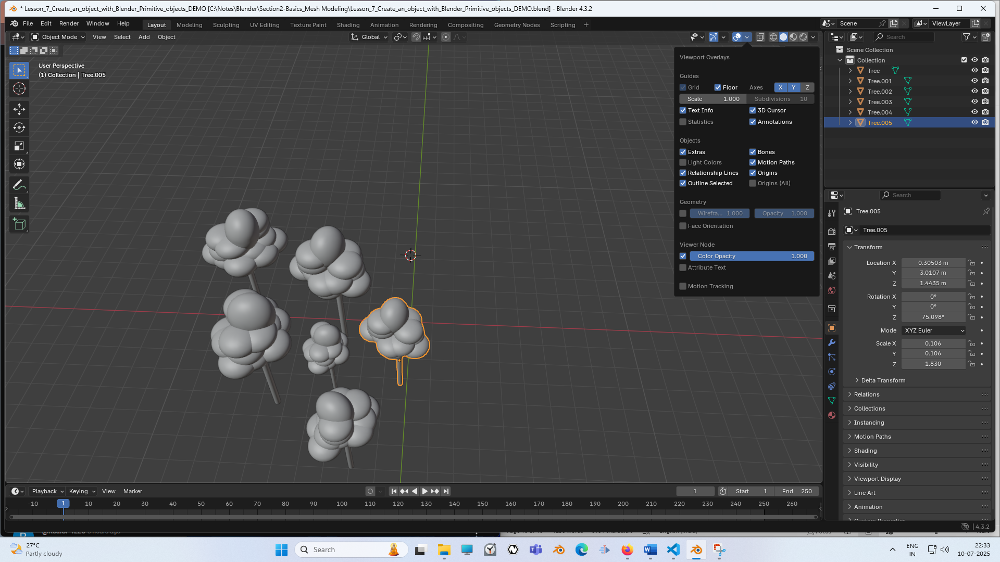 * Lesson_7_Create_an_object_with_Blender_Primitive_objects_DEMO [C:\Notes\Blender\Section2-Basics_Mesh Modeling\Lesson_7_Create_an_object_with_Blender_Primitive_objects_DEMO.blend] - Blender 4.3.2
File Edit Render Window Help Layout Modeling Sculpting UV Editing Texture Paint Shading Animation Rendering Compositing Geometry Nodes Scripting + Scene ViewLayer
Object Mode View Select Add Object Global Search
User Perspective
(1) Collection | Tree.005
Viewport Overlays
Guides
Grid Floor Axes X Y Z
Scale 1.000 Subdivisions 10
Text Info 3D Cursor
Statistics Annotations
Objects
Extras Bones
Light Colors Motion Paths
Relationship Lines Origins
Outline Selected Origins (All)
Geometry
Wirefra... 1.000 Opacity 1.000
Face Orientation
Viewer Node
Color Opacity 1.000
Attribute Text
Motion Tracking
Scene Collection
Collection
Tree
Tree.001
Tree.002
Tree.003
Tree.004
Tree.005
Search
Tree.005
Tree.005
Transform
Location X 0.30503 m
Y 3.0107 m
Z 1.4435 m
Rotation X 0°
Y 0°
Z 75.098°
Mode XYZ Euler
Scale X 0.106
Y 0.106
Z 1.830
Delta Transform
Relations
Collections
Instancing
Motion Paths
Shading
Visibility
Viewport Display
Line Art
Animation
Playback Keying View Marker 1 Start 1 End 250
-10 1 10 20 30 40 50 60 70 80 90 100 110 120 130 140 150 160 170 180 190 200 210 220 230 240 250 260
4.3.2
27°C
Partly cloudy
Search
ENG
IN
22:33
10-07-2025